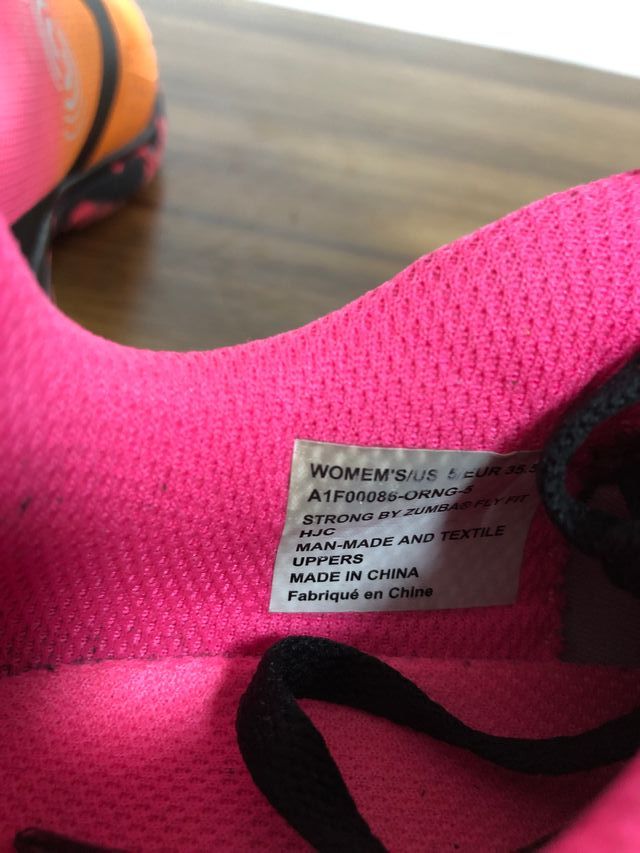 WOMEM'S/US 5/EUR 35.5
A1F00086-ORNG-5
STRONG BY ZUMBA® FLY FIT
HJC
MAN-MADE AND TEXTILE
UPPERS
MADE IN CHINA
Fabriqué en Chine